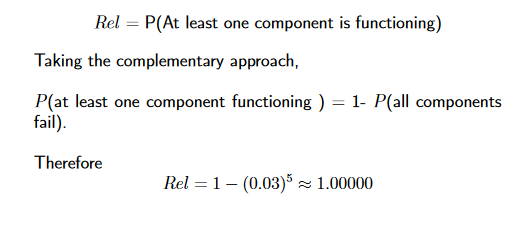 Rel = P(At least one component is functioning)
Taking the complementary approach,
P(at least one component functioning ) = 1- P(all components
fail).
Therefore
Rel = 1 − (0.03)⁵ ≈ 1.00000